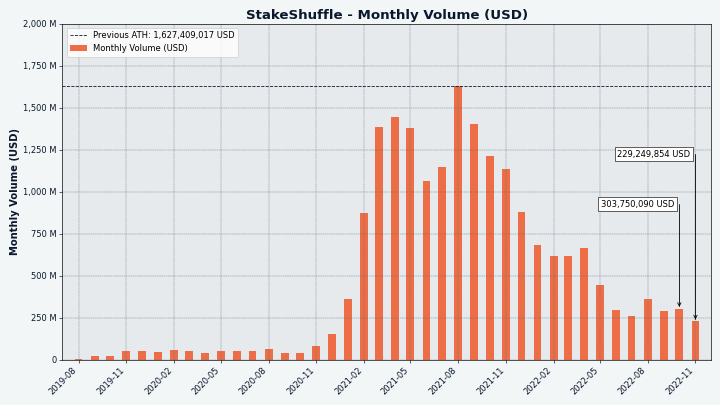 StakeShuffle - Monthly Volume (USD)
Previous ATH: 1,627,409,017 USD
Monthly Volume (USD)
2,000 M
1,750 M
1,500 M
1,250 M
1,000 M
750 M
500 M
250 M
0
Monthly Volume (USD)
229,249,854 USD
303,750,090 USD
2019-08
2019-11
2020-02
2020-05
2020-08
2020-11
2021-02
2021-05
2021-08
2021-11
2022-02
2022-05
2022-08
2022-11